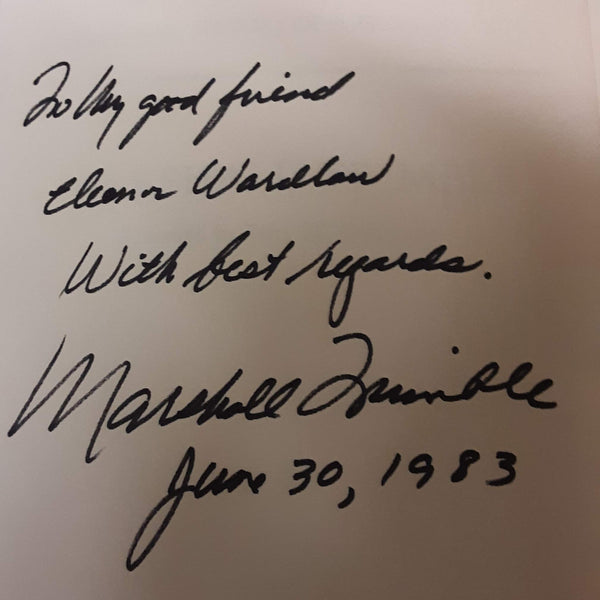 To My good friend
Eleanor Wardlaw
With best regards.
Marshall Trimble
June 30, 1983